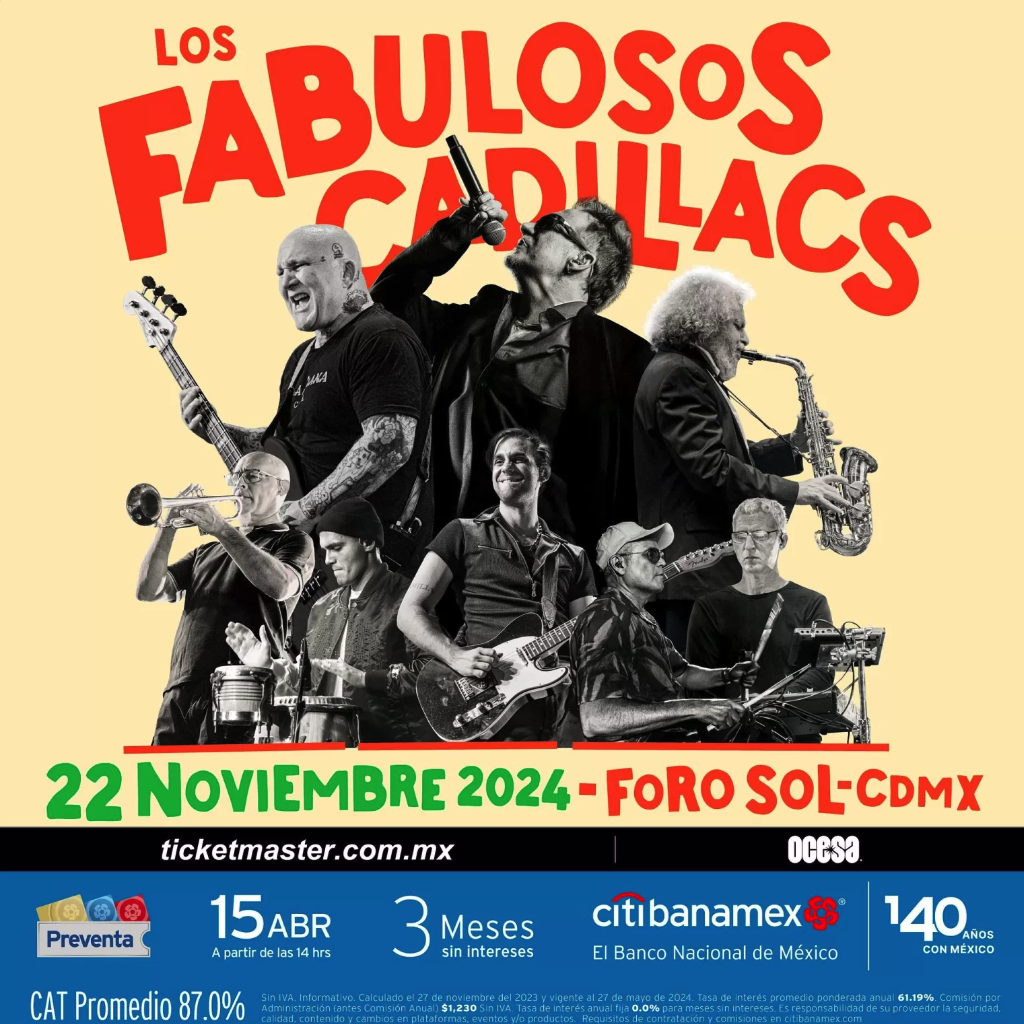 LOS
FABULOSOS
CADILLACS
22 NOVIEMBRE 2024 - FORO SOL-CDMX
ticketmaster.com.mx
ocesa
Preventa
15 ABR
A partir de las 14 hrs
3 Meses
sin intereses
citibanamex®
El Banco Nacional de México
140 AÑOS
CON MÉXICO
CAT Promedio 87.0%
Sin IVA. Informativo. Calculado el 27 de noviembre del 2023 y vigente al 27 de mayo de 2024. Tasa de interés promedio ponderada anual 61.19%. Comisión por
Administración (antes Comisión Anual) $1,230 Sin IVA. Tasa de interés anual fija 0.0% para meses sin intereses. Es responsabilidad de su proveedor la seguridad,
calidad, contenido y cambios en plataformas, eventos y/o productos. Requisitos de contratación y comisiones en citibanamex.com